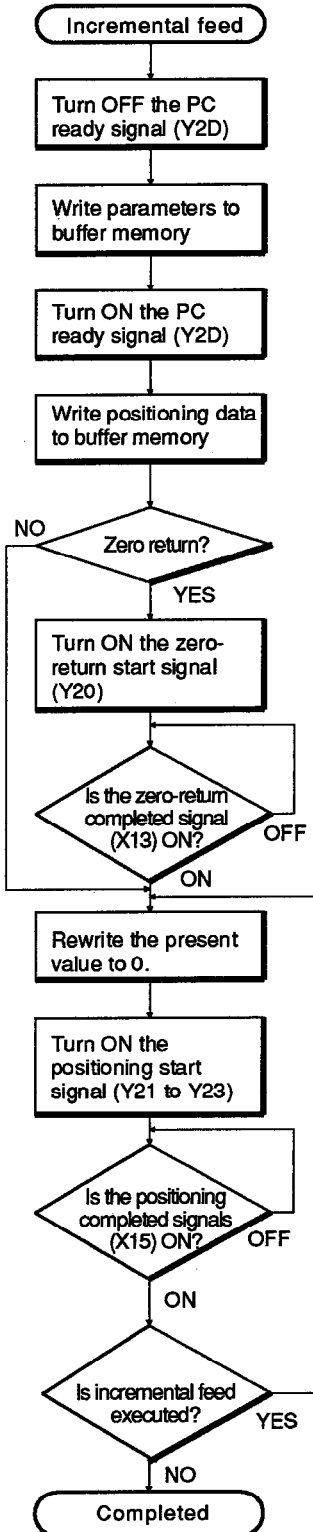 Incremental feed
Turn OFF the PC
ready signal (Y2D)
Write parameters to
buffer memory
Turn ON the PC
ready signal (Y2D)
Write positioning data
to buffer memory
NO
Zero return?
YES
Turn ON the zero-
return start signal
(Y20)
Is the zero-return
completed signal
(X13) ON?
OFF
ON
Rewrite the present
value to 0.
Turn ON the
positioning start
signal (Y21 to Y23)
Is the positioning
completed signals
(X15) ON?
OFF
ON
Is incremental feed
executed?
YES
NO
Completed